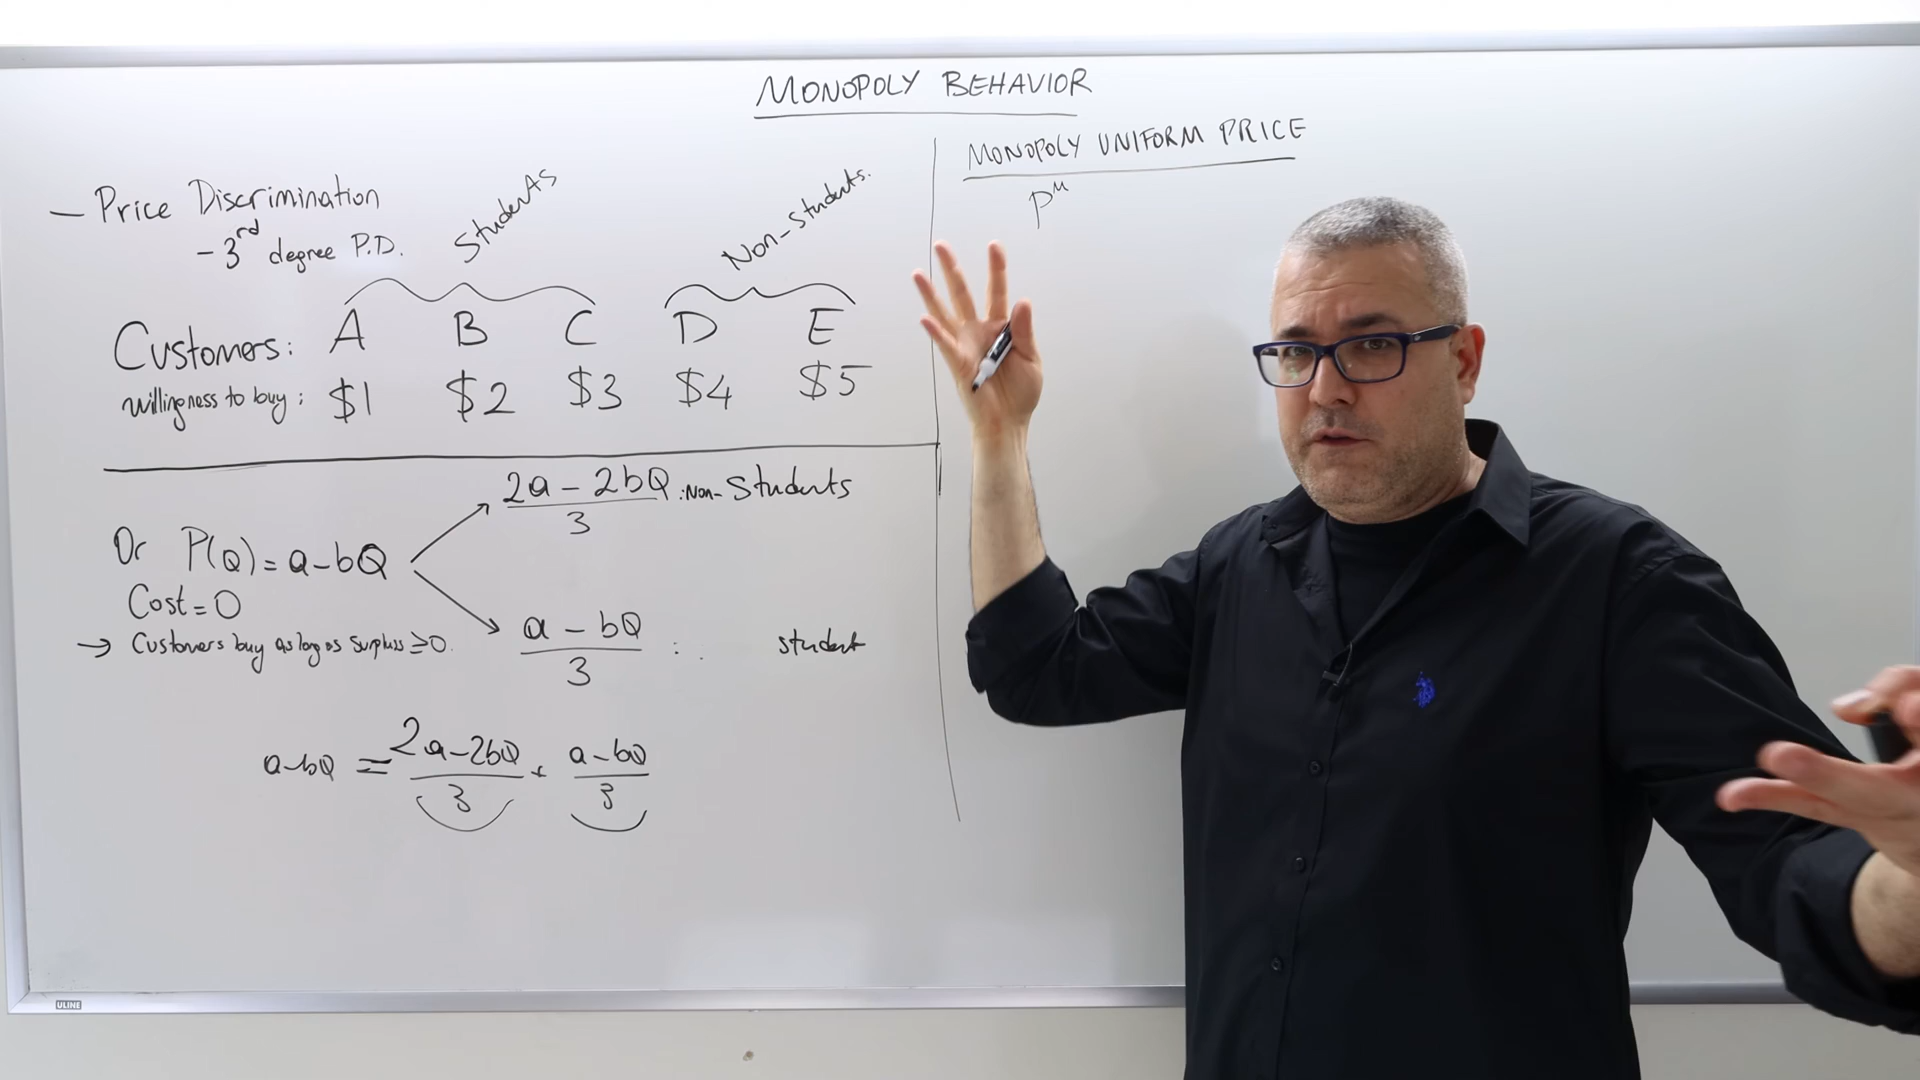 MONOPOLY BEHAVIOR
- Price Discrimination
- 3rd degree P.D.
Students
Non-Students.
Customers: A B C D E
willingness to buy: $1 $2 $3 $4 $5
2a - 2bQ : Non-Students
3
Or P(Q) = a - bQ
Cost = 0
→ Customers buy as long as surpluss ≥ 0.
a - bQ : student
3
a-bQ = 2a-2bQ/3 + a-bQ/3
MONOPOLY UNIFORM PRICE
Pᴹ
ULINE